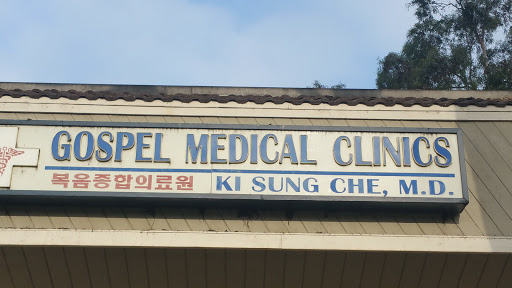 GOSPEL MEDICAL CLINICS
복음종합의료원 KI SUNG CHE, M.D.